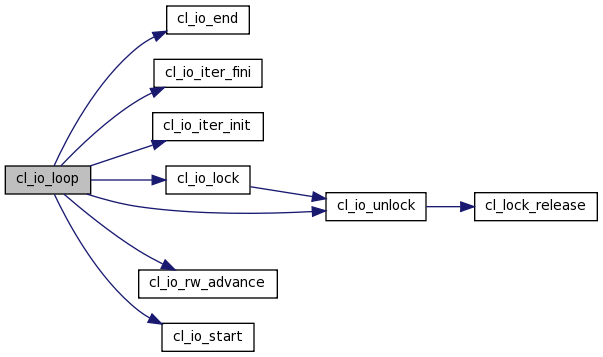 cl_io_end
cl_io_iter_fini
cl_io_iter_init
cl_io_loop
cl_io_lock
cl_io_unlock
cl_lock_release
cl_io_rw_advance
cl_io_start